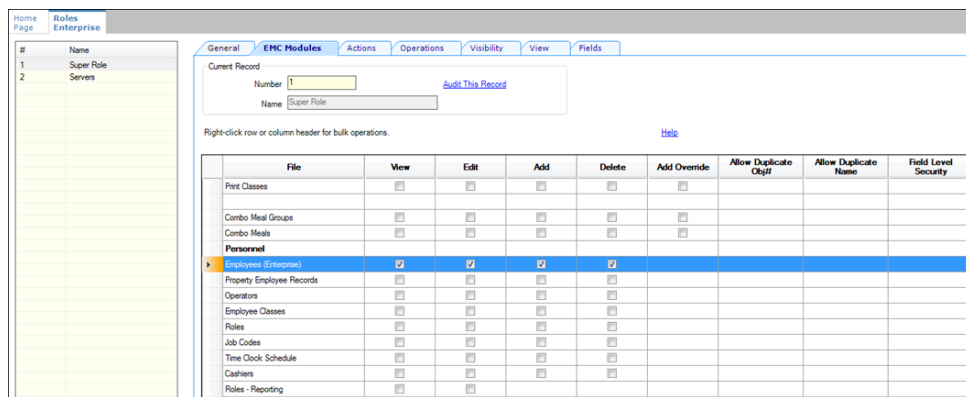 Home Page
Roles Enterprise
# Name
1 Super Role
2 Servers
General EMC Modules Actions Operations Visibility View Fields
Current Record
Number 1 Audit This Record
Name Super Role
Right-click row or column header for bulk operations. Help
File View Edit Add Delete Add Override Allow Duplicate Obj# Allow Duplicate Name Field Level Security
Print Classes
Combo Meal Groups
Combo Meals
Personnel
Employees (Enterprise)
Property Employee Records
Operators
Employee Classes
Roles
Job Codes
Time Clock Schedule
Cashiers
Roles - Reporting